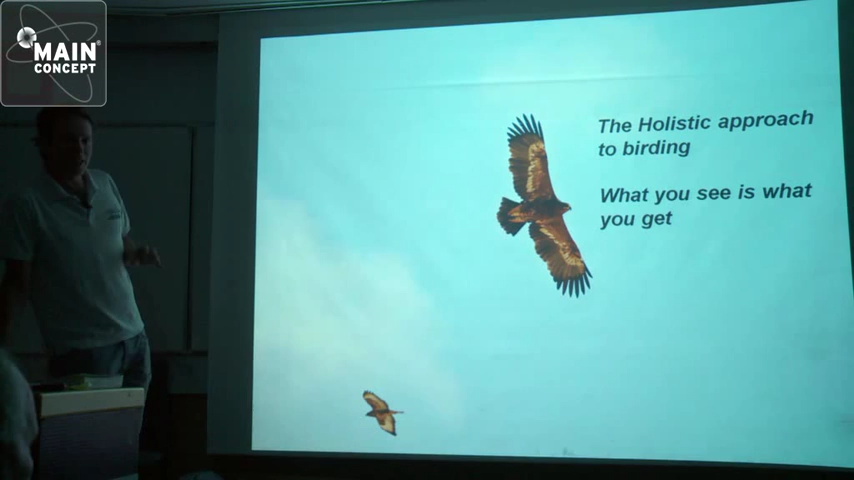 MAIN
CONCEPT
The Holistic approach
to birding
What you see is what
you get